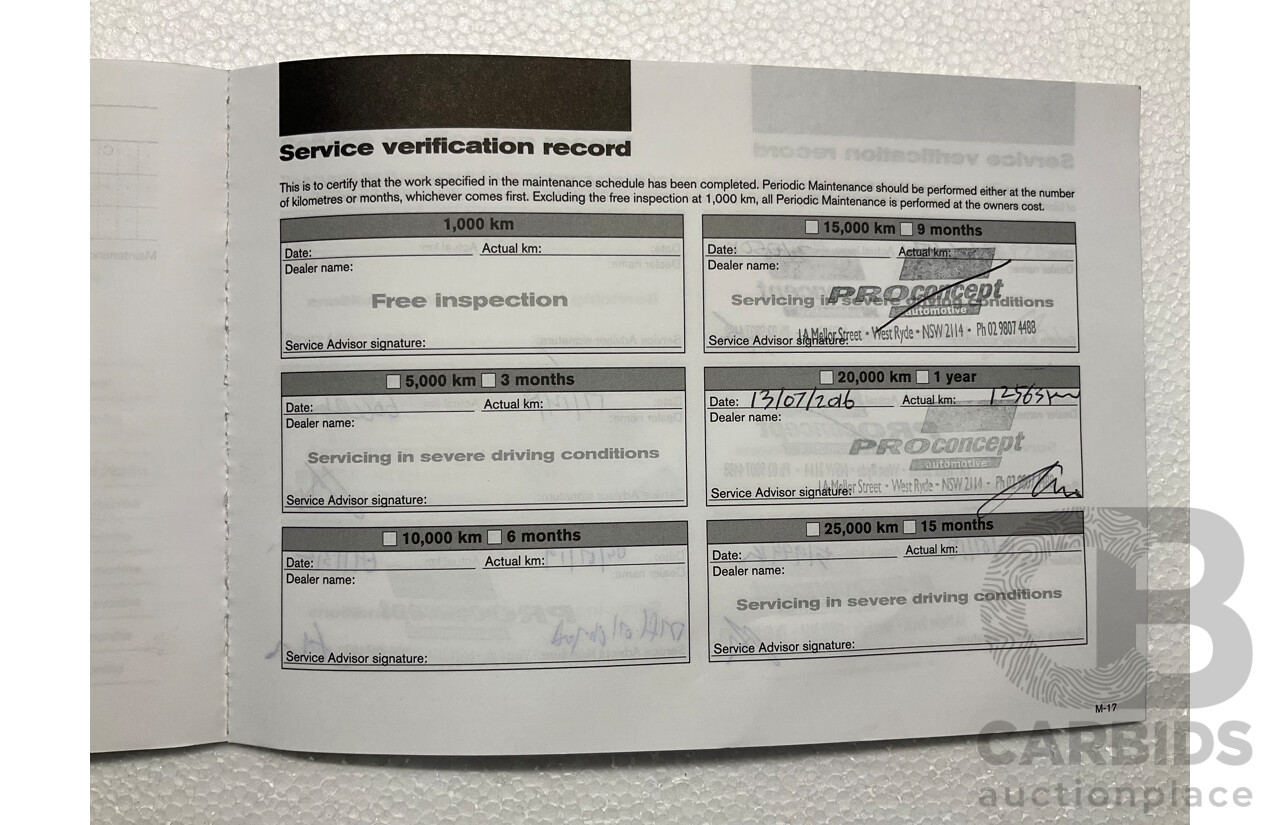 Service verification record
This is to certify that the work specified in the maintenance schedule has been completed. Periodic Maintenance should be performed either at the number
of kilometres or months, whichever comes first. Excluding the free inspection at 1,000 km, all Periodic Maintenance is performed at the owners cost.
1,000 km
Date: Actual km:
Dealer name:
Free inspection
Service Advisor signature:
5,000 km 3 months
Date: Actual km:
Dealer name:
Servicing in severe driving conditions
Service Advisor signature:
10,000 km 6 months
Date: Actual km:
Dealer name:
Service Advisor signature:
15,000 km 9 months
Date: Actual km:
Dealer name:
PROconcept
Servicing in severe driving conditions
automotive
1A Mellor Street • West Ryde • NSW 2114 • Ph 02 9807 4488
Service Advisor signature:
20,000 km 1 year
Date: 13/07/2016 Actual km: 12563km
Dealer name:
PROconcept
automotive
1A Mellor Street • West Ryde • NSW 2114 • Ph 02
Service Advisor signature:
25,000 km 15 months
Date: Actual km:
Dealer name:
Servicing in severe driving conditions
Service Advisor signature:
M-17
CARBIDS
auctionplace